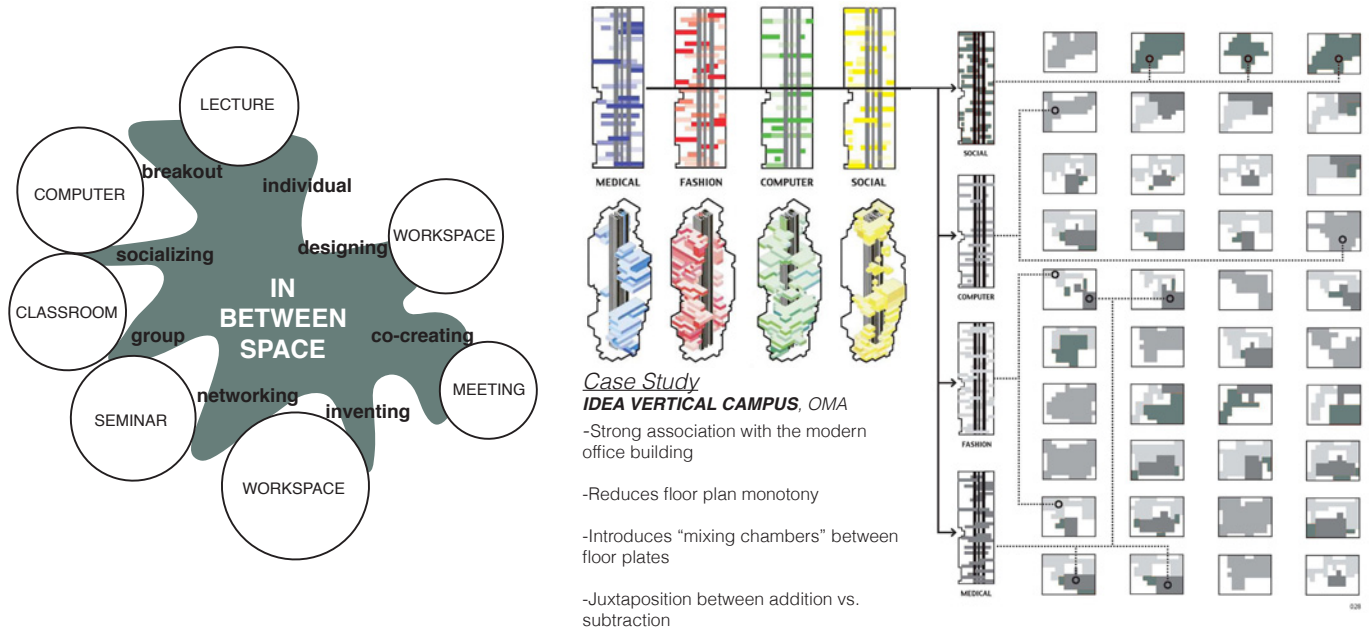 LECTURE
breakout
individual
COMPUTER
socializing
designing
WORKSPACE
CLASSROOM
IN
BETWEEN
SPACE
group
co-creating
SEMINAR
networking
inventing
MEETING
WORKSPACE
MEDICAL
FASHION
COMPUTER
SOCIAL
Case Study
IDEA VERTICAL CAMPUS, OMA
-Strong association with the modern
office building
-Reduces floor plan monotony
-Introduces “mixing chambers” between
floor plates
-Juxtaposition between addition vs.
subtraction
SOCIAL
COMPUTER
FASHION
MEDICAL